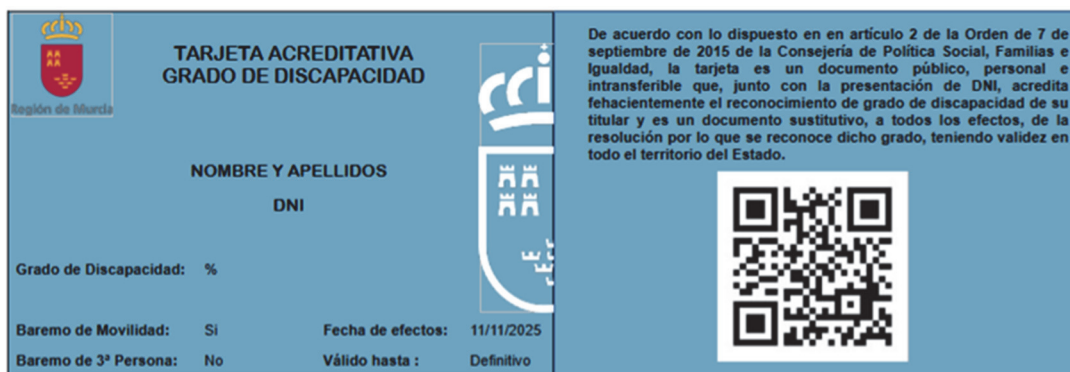 Región de Murcia
TARJETA ACREDITATIVA
GRADO DE DISCAPACIDAD
NOMBRE Y APELLIDOS
DNI
Grado de Discapacidad: %
Baremo de Movilidad: Si Fecha de efectos: 11/11/2025
Baremo de 3ª Persona: No Válido hasta : Definitivo
De acuerdo con lo dispuesto en en artículo 2 de la Orden de 7 de
septiembre de 2015 de la Consejería de Política Social, Familias e
Igualdad, la tarjeta es un documento público, personal e
intransferible que, junto con la presentación de DNI, acredita
fehacientemente el reconocimiento de grado de discapacidad de su
titular y es un documento sustitutivo, a todos los efectos, de la
resolución por lo que se reconoce dicho grado, teniendo validez en
todo el territorio del Estado.